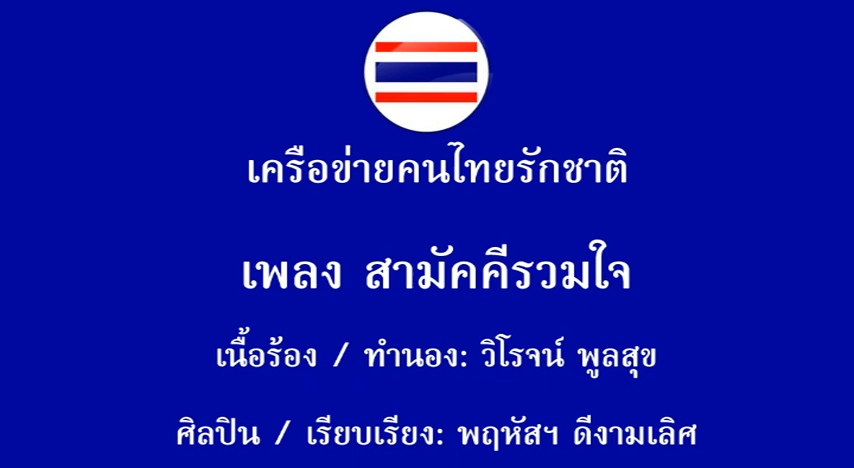 เครือข่ายคนไทยรักชาติ
เพลง สามัคคีรวมใจ
เนื้อร้อง / ทำนอง: วิโรจน์ พูลสุข
ศิลปิน / เรียบเรียง: พฤหัสฯ ดีงามเลิศ